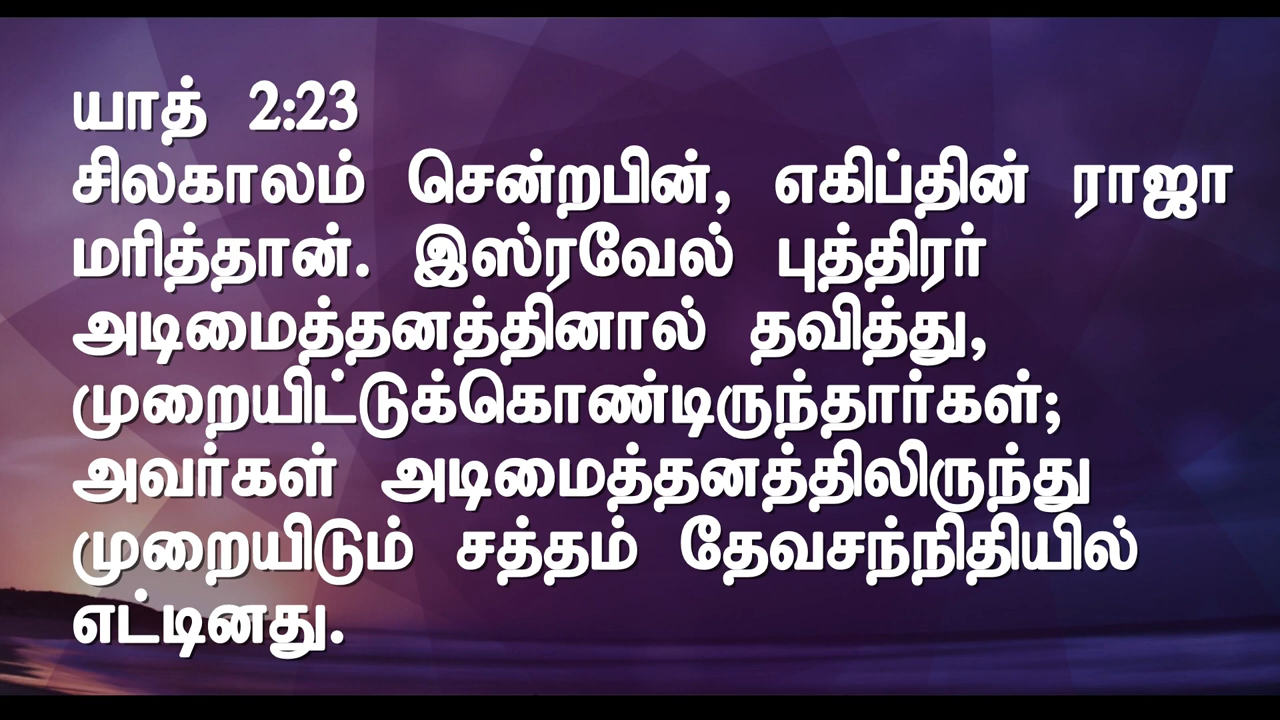 யாத் 2:23
சிலகாலம் சென்றபின், எகிப்தின் ராஜா
மரித்தான். இஸ்ரவேல் புத்திரர்
அடிமைத்தனத்தினால் தவித்து,
முறையிட்டுக்கொண்டிருந்தார்கள்;
அவர்கள் அடிமைத்தனத்திலிருந்து
முறையிடும் சத்தம் தேவசந்நிதியில்
எட்டினது.